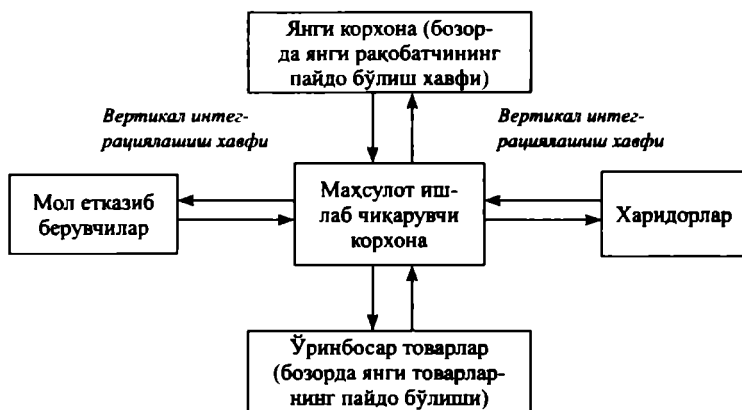 Янги корхона (бозор-
да янги рақобатчининг
пайдо бўлиш хавфи)
Вертикал интег-
рациялашиш хавфи
Вертикал интег-
рациялашиш хавфи
Мол етказиб
берувчилар
Маҳсулот иш-
лаб чиқарувчи
корхона
Харидорлар
Ўринбосар товарлар
(бозорда янги товарлар-
нинг пайдо бўлиши)